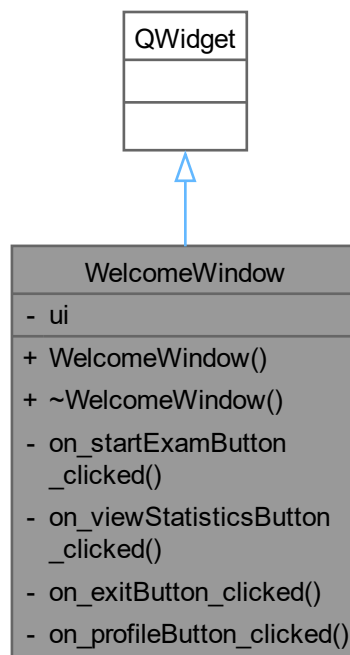 QWidget
WelcomeWindow
- ui
+ WelcomeWindow()
+ ~WelcomeWindow()
- on_startExamButton
_clicked()
- on_viewStatisticsButton
_clicked()
- on_exitButton_clicked()
- on_profileButton_clicked()